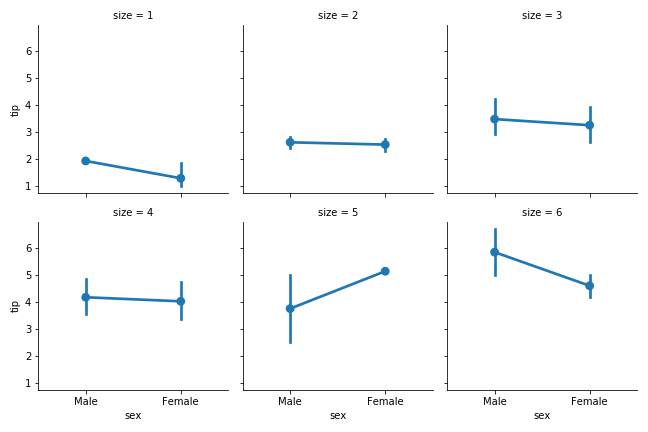 size = 1
size = 2
size = 3
6
5
4
3
2
1
tip
size = 4
size = 5
size = 6
6
5
4
3
2
1
tip
Male Female
Male Female
Male Female
sex
sex
sex